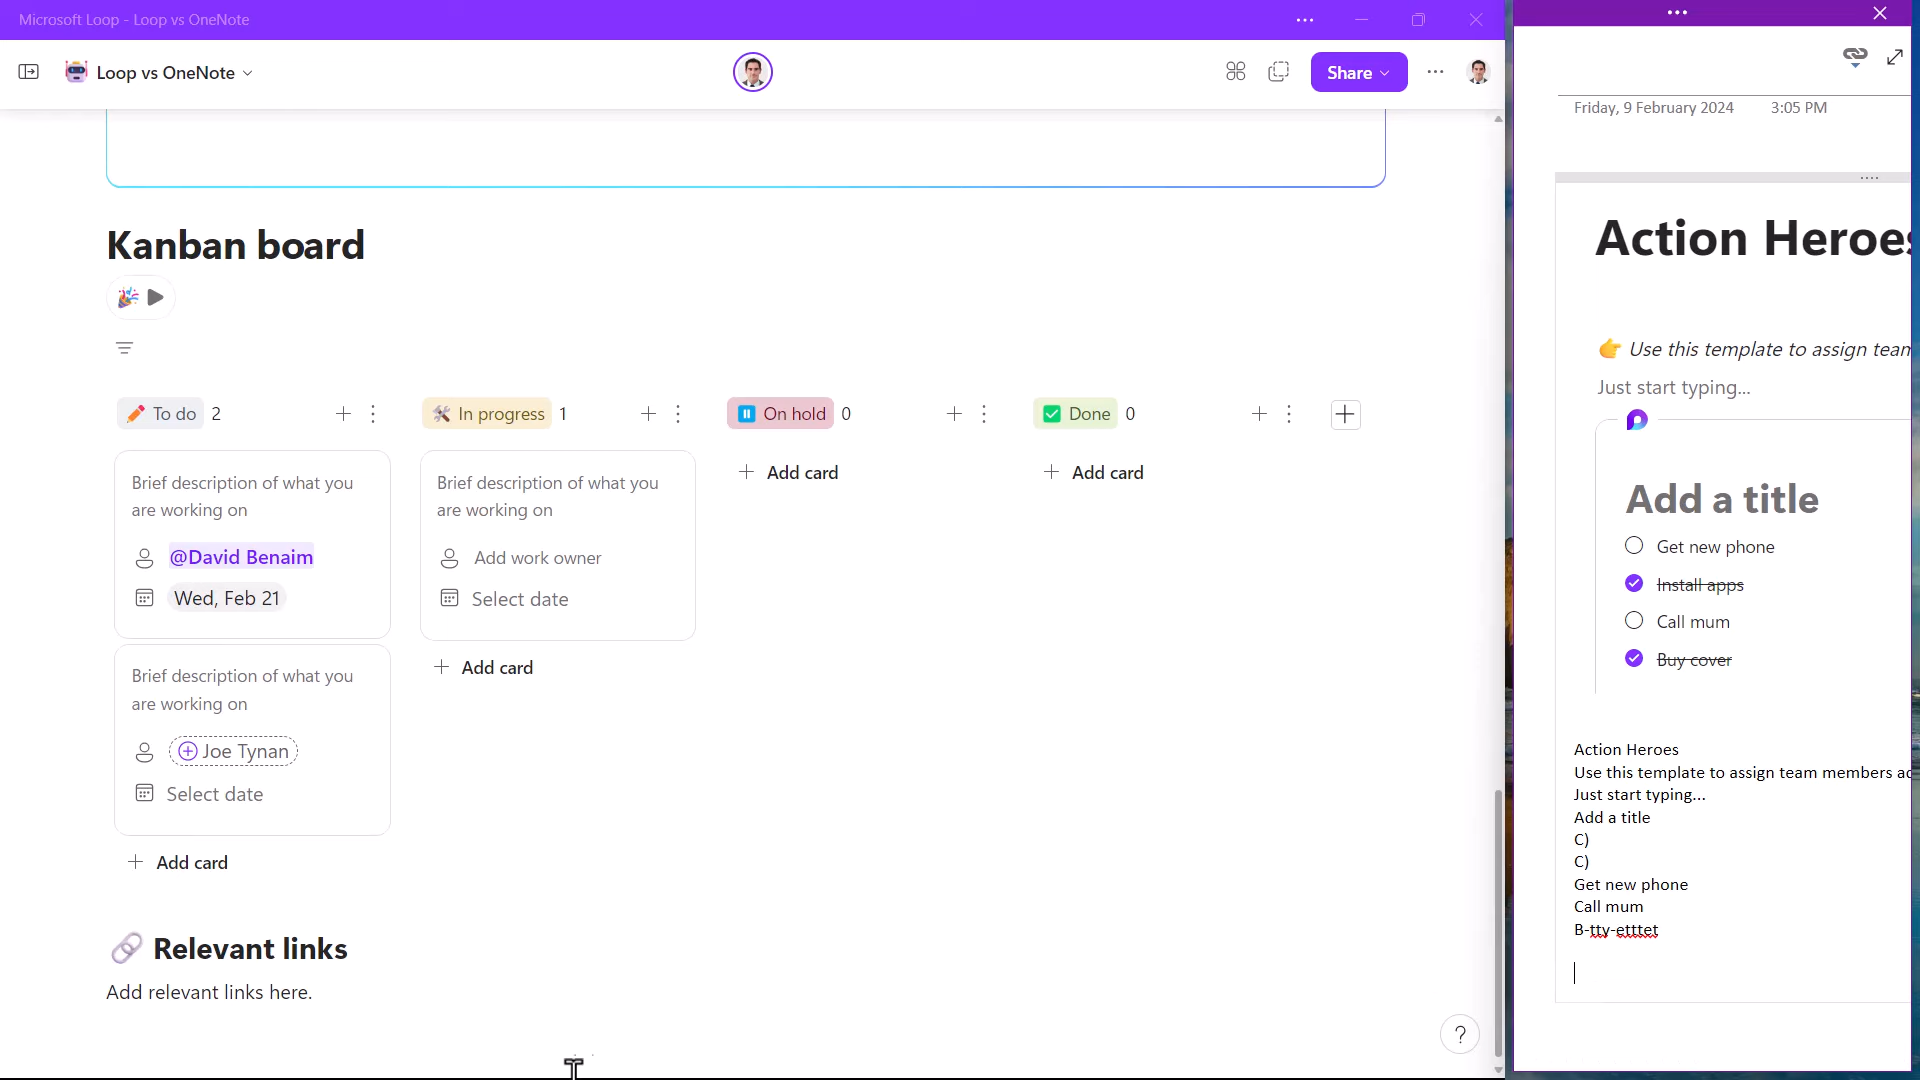 Microsoft Loop - Loop vs OneNote
Loop vs OneNote
Share
Kanban board
To do 2
In progress 1
On hold 0
Done 0
Brief description of what you
are working on
@David Benaim
Wed, Feb 21
Brief description of what you
are working on
Joe Tynan
Select date
Add card
Brief description of what you
are working on
Add work owner
Select date
Add card
Add card
Add card
Relevant links
Add relevant links here.
?
Friday, 9 February 2024 3:05 PM
Action Heroes
Use this template to assign team
Just start typing...
Add a title
Get new phone
Install apps
Call mum
Buy cover
Action Heroes
Use this template to assign team members ac
Just start typing...
Add a title
C)
C)
Get new phone
Call mum
B-tty-etttet